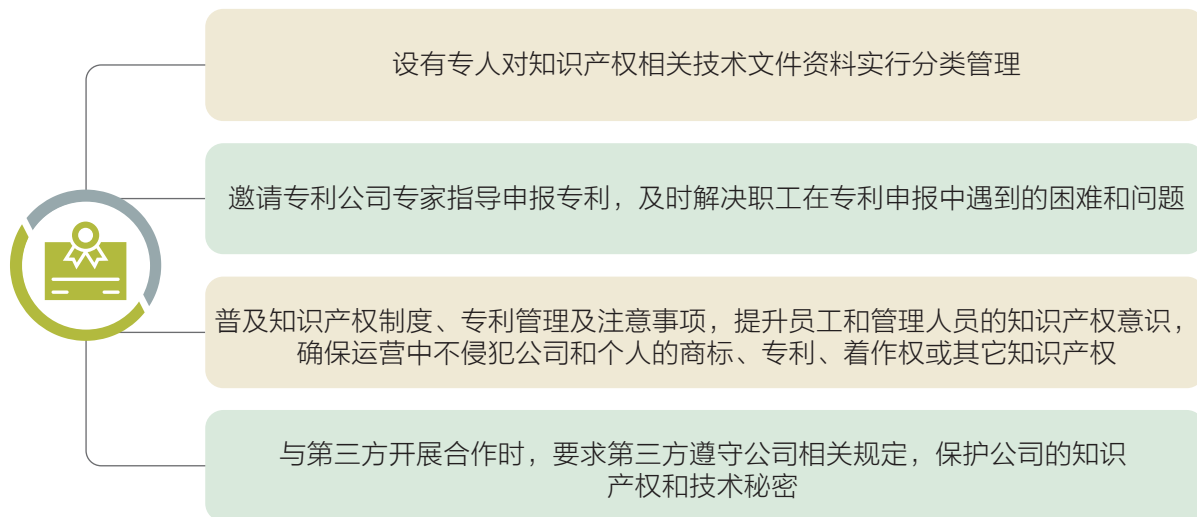 设有专人对知识产权相关技术文件资料实行分类管理
邀请专利公司专家指导申报专利，及时解决职工在专利申报中遇到的困难和问题
普及知识产权制度、专利管理及注意事项，提升员工和管理人员的知识产权意识，
确保运营中不侵犯公司和个人的商标、专利、着作权或其它知识产权
与第三方开展合作时，要求第三方遵守公司相关规定，保护公司的知识
产权和技术秘密